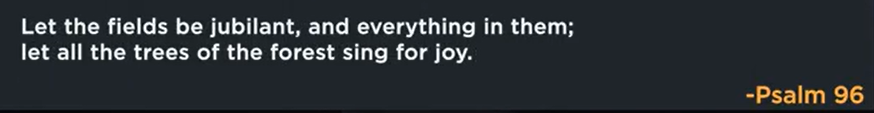 Let the fields be jubilant, and everything in them;
let all the trees of the forest sing for joy.
-Psalm 96